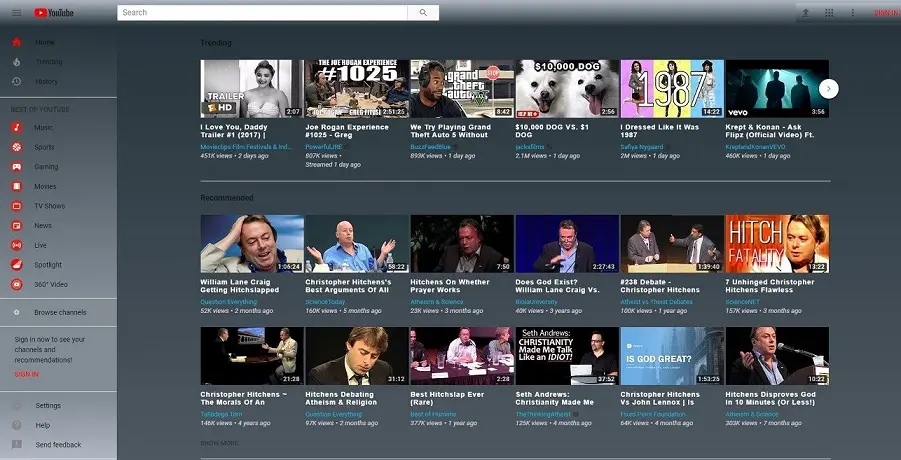 YouTube
Search
SIGN IN
Home
Trending
History
BEST OF YOUTUBE
Music
Sports
Gaming
Movies
TV Shows
News
Live
Spotlight
360° Video
Browse channels
Sign in now to see your
channels and
recommendations!
SIGN IN
Settings
Help
Send feedback
Trending
TRAILER
HD
2:07
I Love You, Daddy
Trailer #1 (2017) |
Movieclips Film Festivals & Ind...
451K views • 2 days ago
THE JOE ROGAN EXPERIENCE
#1025
2:51:25
Joe Rogan Experience
#1025 - Greg
PowerfulJRE
807K views •
Streamed 1 day ago
grand
theft
auto
STOP
8:42
We Try Playing Grand
Theft Auto 5 Without
BuzzFeedBlue
893K views • 1 day ago
$10,000 DOG
2:56
$10,000 DOG VS. $1
DOG
jacksfilms
2.1M views • 1 day ago
1987
14:22
I Dressed Like It Was
1987
Safiya Nygaard
2M views • 1 day ago
vevo
3:56
Krept & Konan - Ask
Flipz (Official Video) Ft.
KreptandKonanVEVO
460K views • 1 day ago
Recommended
1:06:24
William Lane Craig
Getting Hitchslapped
Question Everything
52K views • 2 months ago
58:22
Christopher Hitchens's
Best Arguments Of All
ScienceToday
160K views • 5 months ago
7:50
Hitchens On Whether
Prayer Works
Atheism & Science
23K views • 3 months ago
2:27:43
Does God Exist?
William Lane Craig Vs.
BiolaUniversity
40K views • 3 years ago
1:39:40
#238 Debate -
Christopher Hitchens
Atheist vs Theist Debates
100K views • 1 year ago
HITCH
FATALITY
13:22
7 Unhinged Christopher
Hitchens Flawless
ScienceNET
157K views • 3 months ago
21:28
Christopher Hitchens ~
The Morals Of An
Talladega Tom
146K views • 4 years ago
31:12
Hitchens Debating
Atheism & Religion
Question Everything
97K views • 2 months ago
2:28
Best Hitchslap Ever
(Rare)
Best of Humano
377K views • 1 year ago
Seth Andrews:
CHRISTIANITY
Made Me Talk
Like an IDIOT!
37:52
Seth Andrews:
Christianity Made Me
TheThinkingAtheist
125K views • 4 months ago
IS GOD GREAT?
1:53:25
Christopher Hitchens
Vs John Lennox | Is
Fixed Point Foundation
64K views • 4 months ago
10:22
Hitchens Disproves God
In 10 Minutes (Or Less!)
Atheism & Science
303K views • 7 months ago
SHOW MORE